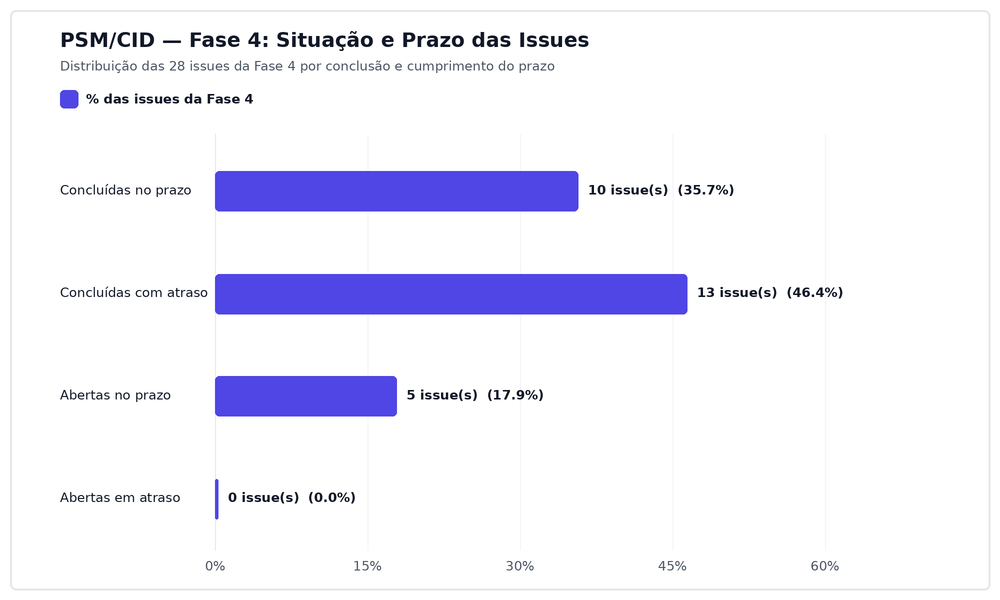 PSM/CID — Fase 4: Situação e Prazo das Issues
Distribuição das 28 issues da Fase 4 por conclusão e cumprimento do prazo
% das issues da Fase 4
Concluídas no prazo 10 issue(s) (35.7%)
Concluídas com atraso 13 issue(s) (46.4%)
Abertas no prazo 5 issue(s) (17.9%)
Abertas em atraso 0 issue(s) (0.0%)
0% 15% 30% 45% 60%